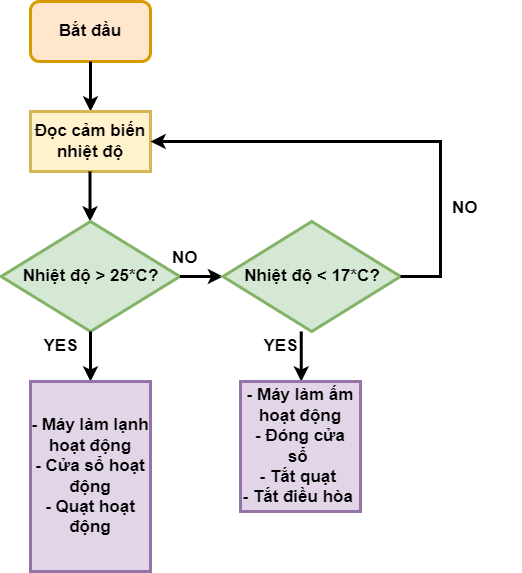 Bắt đầu
Đọc cảm biến
nhiệt độ
NO
NO
Nhiệt độ > 25*C?
Nhiệt độ < 17*C?
YES
YES
- Máy làm lạnh
hoạt động
- Cửa sổ hoạt
động
- Quạt hoạt
động
- Máy làm ấm
hoạt động
- Đóng cửa
sổ
- Tắt quạt
- Tắt điều hòa